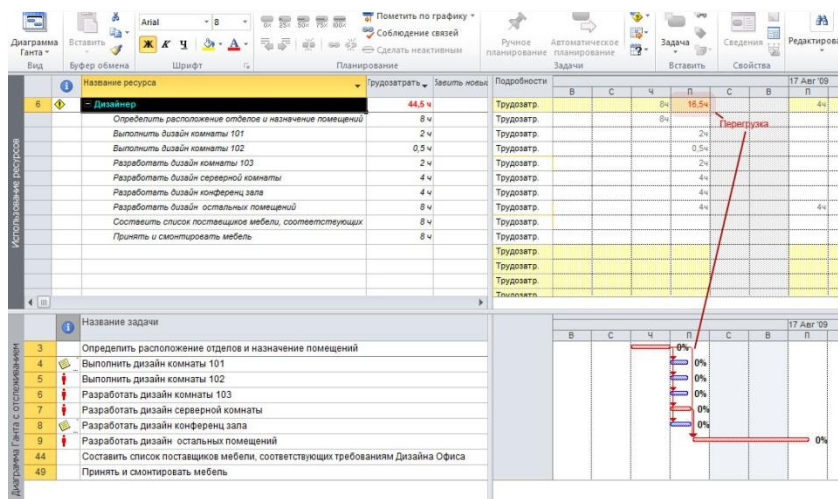 Arial 8 0% 25% 50% 75% 100% Пометить по графику
Соблюдение связей
Сделать неактивным
Диаграмма Ганта Вставить Ж К Ч Ручное планирование Автоматическое планирование Задача Сведения Редактирова
Вид Буфер обмена Шрифт Планирование Задачи Вставить Свойства
Название ресурса Трудозатрать Завить новый Подробности 17 Авг '09
В С Ч П С В П
6 Дизайнер 44,5 ч Трудозатр. 8ч 16,5ч 4ч
Определить расположение отделов и назначение помещений 8 ч Трудозатр. 8ч
Перегрузка
Выполнить дизайн комнаты 101 2 ч Трудозатр. 2ч
Выполнить дизайн комнаты 102 0,5 ч Трудозатр. 0,5ч
Разработать дизайн комнаты 103 2 ч Трудозатр. 2ч
Разработать дизайн серверной комнаты 4 ч Трудозатр. 4ч
Разработать дизайн конференц зала 4 ч Трудозатр. 4ч
Разработать дизайн остальных помещений 8 ч Трудозатр. 4ч 4ч
Составить список поставщиков мебели, соответствующих 8 ч Трудозатр.
Принять и смонтировать мебель 8 ч Трудозатр.
Трудозатр.
Трудозатр.
Трудозатр.
Трудозатр.
Использование ресурсов
Название задачи 17 Авг '09
В С Ч П С В П
3 Определить расположение отделов и назначение помещений 0%
4 Выполнить дизайн комнаты 101 0%
5 Выполнить дизайн комнаты 102 0%
6 Разработать дизайн комнаты 103 0%
7 Разработать дизайн серверной комнаты 0%
8 Разработать дизайн конференц зала 0%
9 Разработать дизайн остальных помещений 0%
44 Составить список поставщиков мебели, соответствующих требованиям Дизайна Офиса
49 Принять и смонтировать мебель
Диаграмма Ганта с отслеживанием